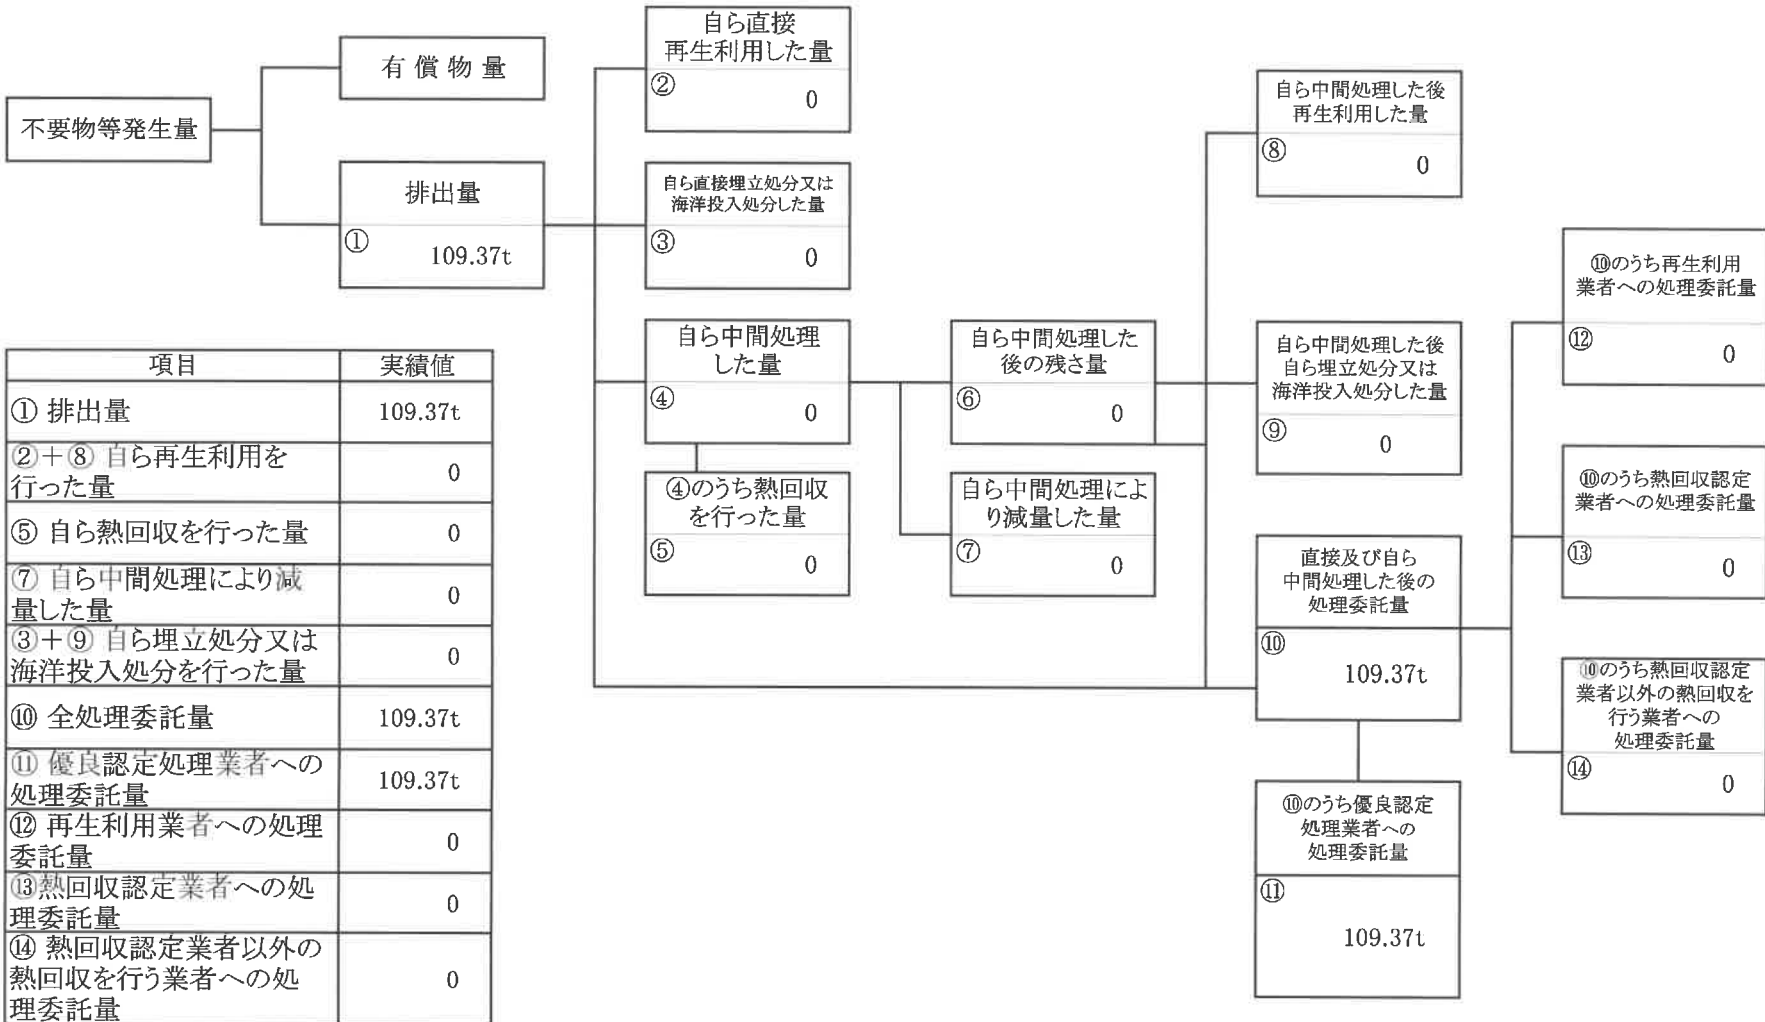 不要物等発生量
有 償 物 量
排出量
①
109.37t
自ら直接
再生利用した量
②
0
自ら直接埋立処分又は
海洋投入処分した量
③
0
自ら中間処理
した量
④
0
④のうち熱回収
を行った量
⑤
0
自ら中間処理した
後の残さ量
⑥
0
自ら中間処理によ
り減量した量
⑦
0
自ら中間処理した後
再生利用した量
⑧
0
自ら中間処理した後
自ら埋立処分又は
海洋投入処分した量
⑨
0
直接及び自ら
中間処理した後の
処理委託量
⑩
109.37t
⑩のうち優良認定
処理業者への
処理委託量
⑪
109.37t
⑩のうち再生利用
業者への処理委託量
⑫
0
⑩のうち熱回収認定
業者への処理委託量
⑬
0
⑩のうち熱回収認定
業者以外の熱回収を
行う業者への
処理委託量
⑭
0
項目 実績値
① 排出量 109.37t
②+⑧ 自ら再生利用を
行った量 0
⑤ 自ら熱回収を行った量 0
⑦ 自ら中間処理により減
量した量 0
③+⑨ 自ら埋立処分又は
海洋投入処分を行った量 0
⑩ 全処理委託量 109.37t
⑪ 優良認定処理業者への
処理委託量 109.37t
⑫ 再生利用業者への処理
委託量 0
⑬熱回収認定業者への処
理委託量 0
⑭ 熱回収認定業者以外の
熱回収を行う業者への処
理委託量 0